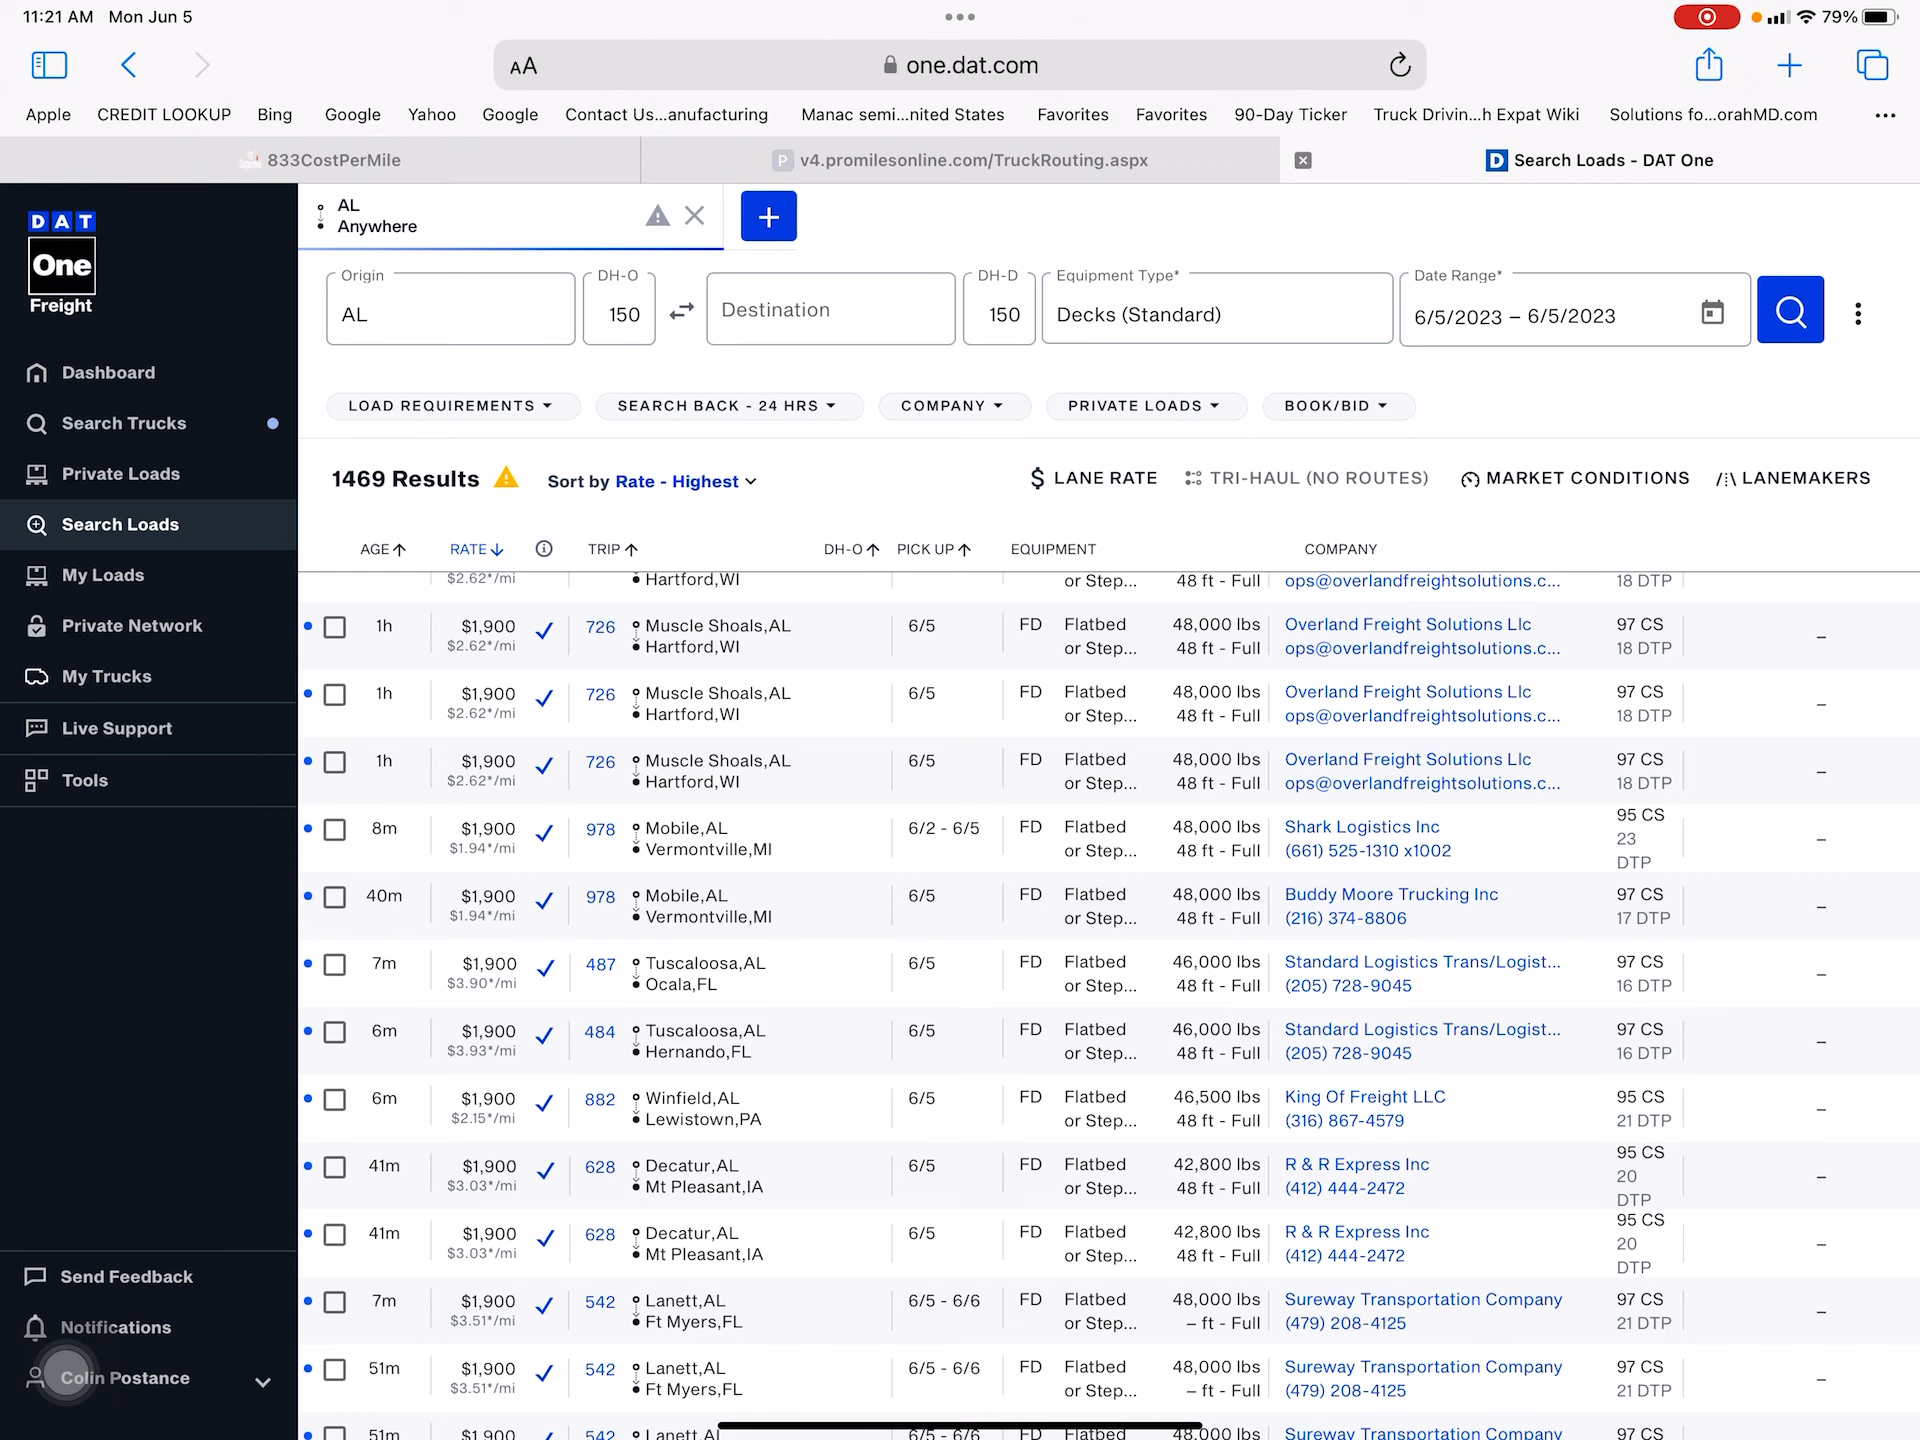 11:21 AM Mon Jun 5
79%
AA
one.dat.com
Apple CREDIT LOOKUP Bing Google Yahoo Google Contact Us...anufacturing Manac semi...nited States Favorites Favorites 90-Day Ticker Truck Drivin...h Expat Wiki Solutions fo...orahMD.com
833CostPerMile
P v4.promilesonline.com/TruckRouting.aspx
D Search Loads - DAT One
DAT
One
Freight
Dashboard
Search Trucks
Private Loads
Search Loads
My Loads
Private Network
My Trucks
Live Support
Tools
Send Feedback
Notifications
Colin Postance
AL
Anywhere
+
Origin
AL
DH-O
150
Destination
DH-D
150
Equipment Type*
Decks (Standard)
Date Range*
6/5/2023 – 6/5/2023
LOAD REQUIREMENTS
SEARCH BACK - 24 HRS
COMPANY
PRIVATE LOADS
BOOK/BID
1469 Results
Sort by Rate - Highest
LANE RATE
TRI-HAUL (NO ROUTES)
MARKET CONDITIONS
LANEMAKERS
AGE RATE TRIP DH-O PICK UP EQUIPMENT COMPANY
$2.62*/mi Hartford,WI or Step... 48 ft - Full ops@overlandfreightsolutions.c... 18 DTP
1h $1,900 726 Muscle Shoals,AL 6/5 FD Flatbed 48,000 lbs Overland Freight Solutions Llc 97 CS –
$2.62*/mi Hartford,WI or Step... 48 ft - Full ops@overlandfreightsolutions.c... 18 DTP
1h $1,900 726 Muscle Shoals,AL 6/5 FD Flatbed 48,000 lbs Overland Freight Solutions Llc 97 CS –
$2.62*/mi Hartford,WI or Step... 48 ft - Full ops@overlandfreightsolutions.c... 18 DTP
1h $1,900 726 Muscle Shoals,AL 6/5 FD Flatbed 48,000 lbs Overland Freight Solutions Llc 97 CS –
$2.62*/mi Hartford,WI or Step... 48 ft - Full ops@overlandfreightsolutions.c... 18 DTP
8m $1,900 978 Mobile,AL 6/2 - 6/5 FD Flatbed 48,000 lbs Shark Logistics Inc 95 CS –
$1.94*/mi Vermontville,MI or Step... 48 ft - Full (661) 525-1310 x1002 23
DTP
40m $1,900 978 Mobile,AL 6/5 FD Flatbed 48,000 lbs Buddy Moore Trucking Inc 97 CS –
$1.94*/mi Vermontville,MI or Step... 48 ft - Full (216) 374-8806 17 DTP
7m $1,900 487 Tuscaloosa,AL 6/5 FD Flatbed 46,000 lbs Standard Logistics Trans/Logist... 97 CS –
$3.90*/mi Ocala,FL or Step... 48 ft - Full (205) 728-9045 16 DTP
6m $1,900 484 Tuscaloosa,AL 6/5 FD Flatbed 46,000 lbs Standard Logistics Trans/Logist... 97 CS –
$3.93*/mi Hernando,FL or Step... 48 ft - Full (205) 728-9045 16 DTP
6m $1,900 882 Winfield,AL 6/5 FD Flatbed 46,500 lbs King Of Freight LLC 95 CS –
$2.15*/mi Lewistown,PA or Step... 48 ft - Full (316) 867-4579 21 DTP
41m $1,900 628 Decatur,AL 6/5 FD Flatbed 42,800 lbs R & R Express Inc 95 CS –
$3.03*/mi Mt Pleasant,IA or Step... 48 ft - Full (412) 444-2472 20
DTP
41m $1,900 628 Decatur,AL 6/5 FD Flatbed 42,800 lbs R & R Express Inc 95 CS –
$3.03*/mi Mt Pleasant,IA or Step... 48 ft - Full (412) 444-2472 20
DTP
7m $1,900 542 Lanett,AL 6/5 - 6/6 FD Flatbed 48,000 lbs Sureway Transportation Company 97 CS –
$3.51*/mi Ft Myers,FL or Step... – ft - Full (479) 208-4125 21 DTP
51m $1,900 542 Lanett,AL 6/5 - 6/6 FD Flatbed 48,000 lbs Sureway Transportation Company 97 CS –
$3.51*/mi Ft Myers,FL or Step... – ft - Full (479) 208-4125 21 DTP
51m $1,900 542 Lanett,AL 6/5 - 6/6 FD Flatbed 48,000 lbs Sureway Transportation Company 97 CS